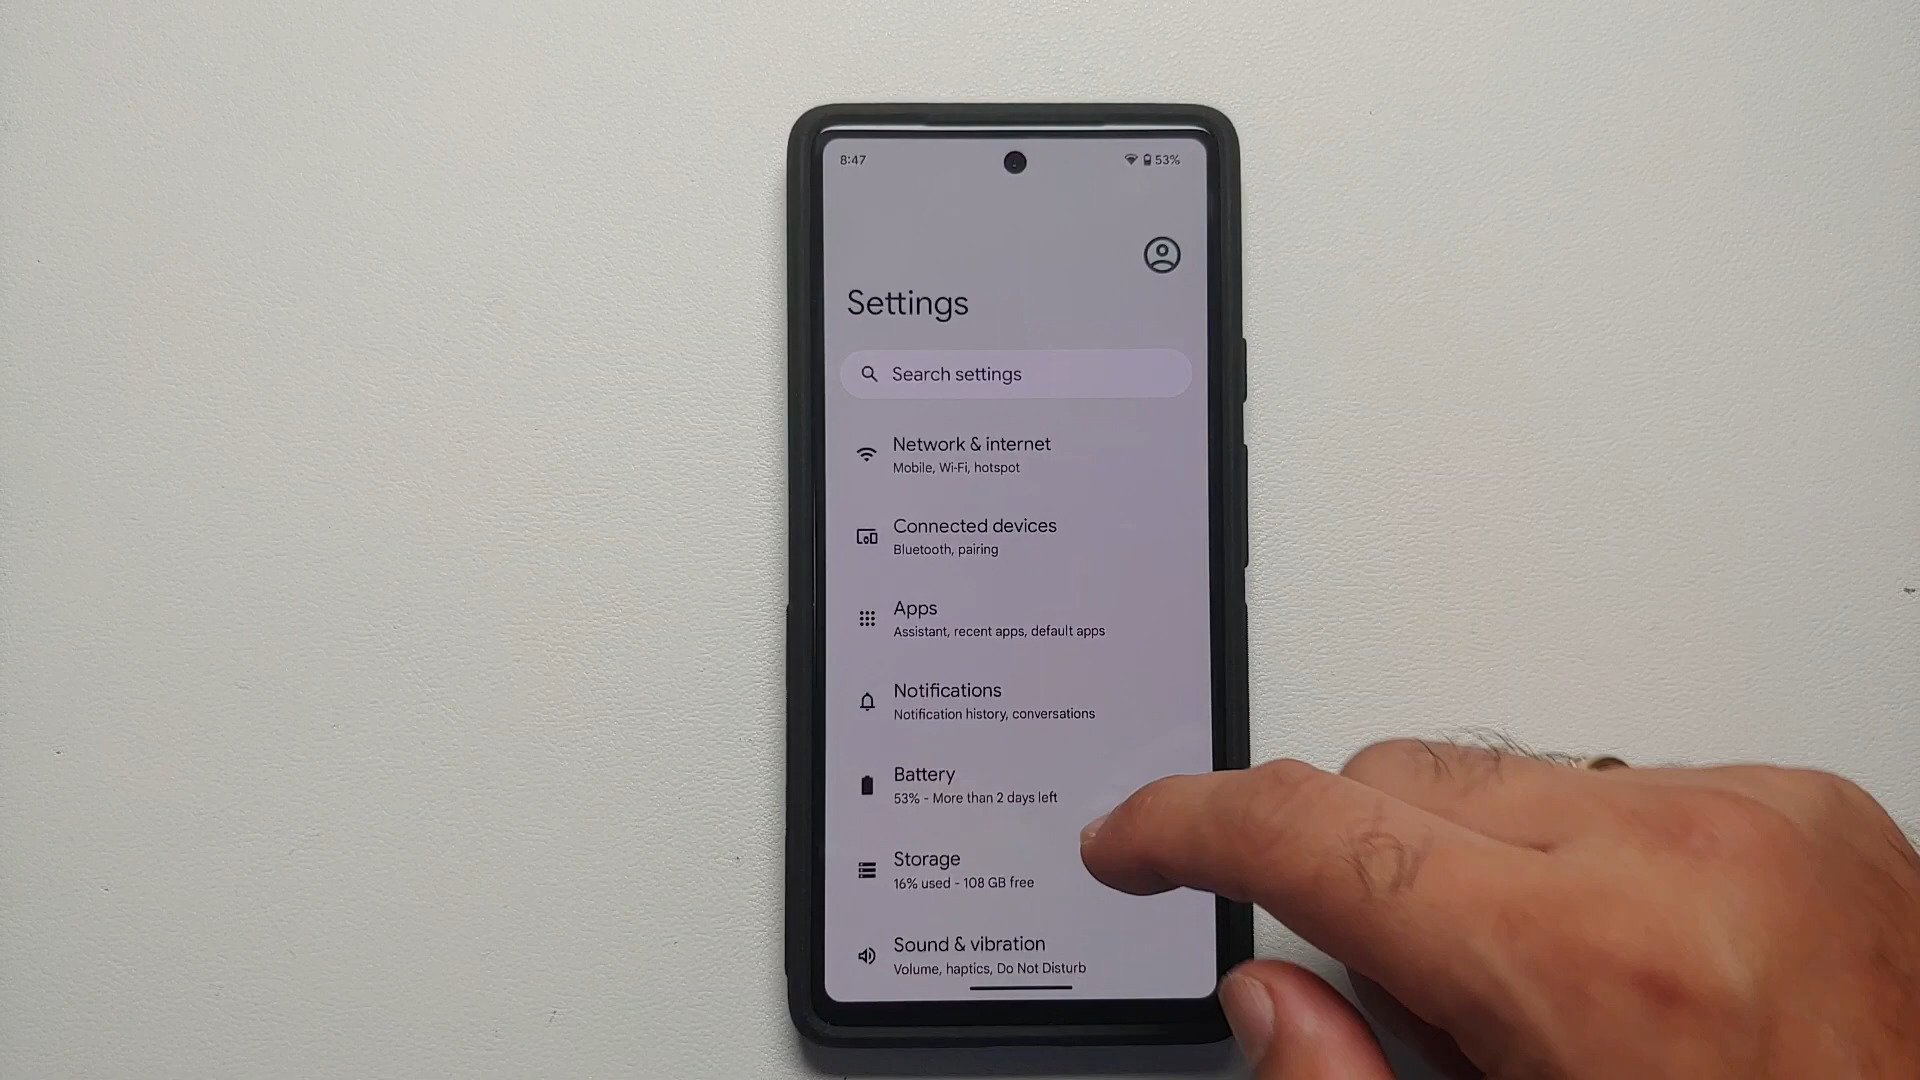 8:47
53%
Settings
Search settings
Network & internet
Mobile, Wi-Fi, hotspot
Connected devices
Bluetooth, pairing
Apps
Assistant, recent apps, default apps
Notifications
Notification history, conversations
Battery
53% - More than 2 days left
Storage
16% used - 108 GB free
Sound & vibration
Volume, haptics, Do Not Disturb